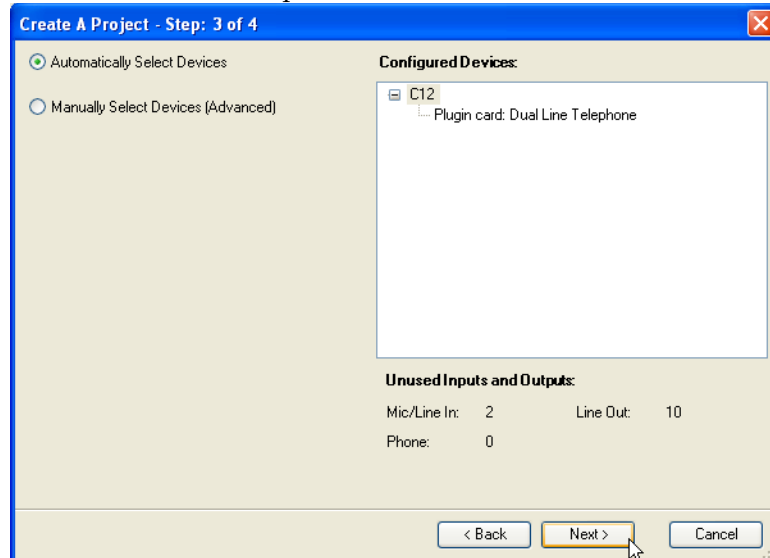 Create A Project - Step: 3 of 4
Automatically Select Devices
Manually Select Devices (Advanced)
Configured Devices:
C12
Plugin card: Dual Line Telephone
Unused Inputs and Outputs:
Mic/Line In: 2 Line Out: 10
Phone: 0
< Back Next > Cancel